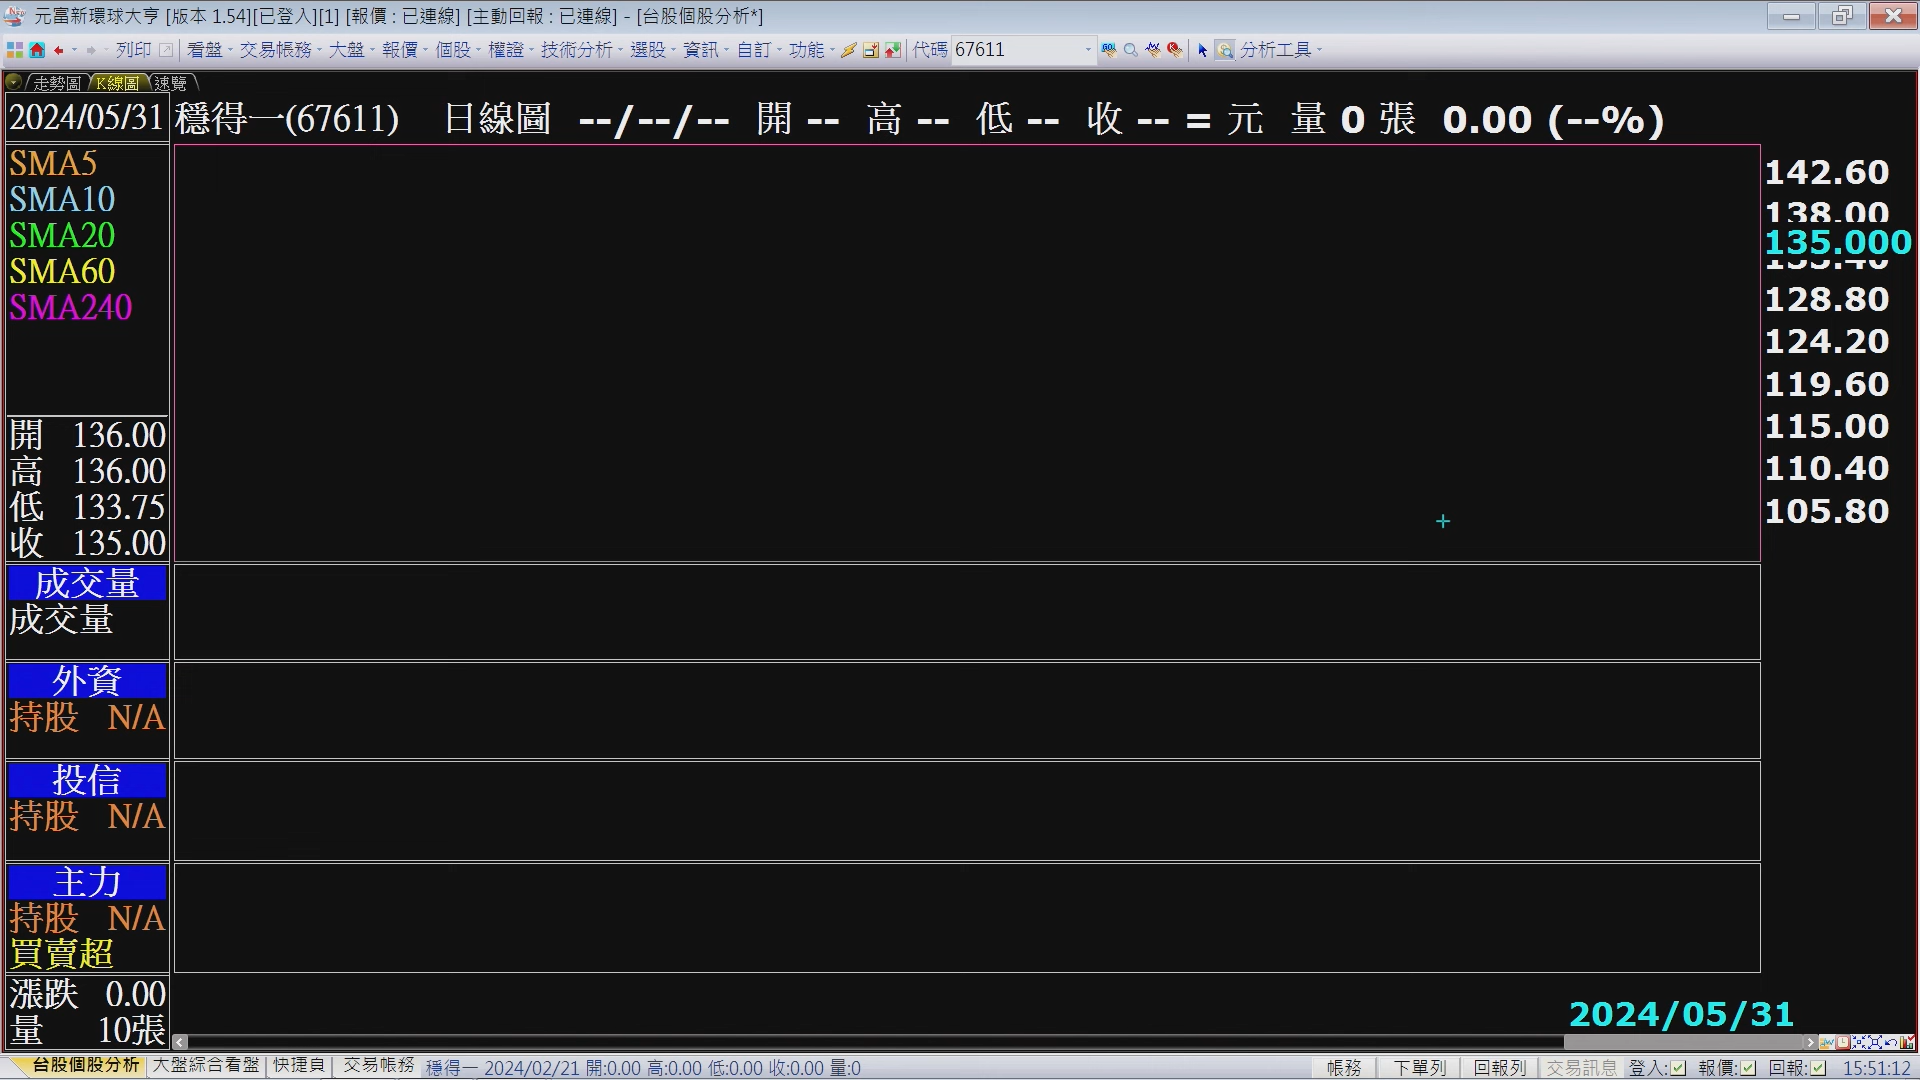 元富新環球大亨 [版本 1.54][已登入][1] [報價 : 已連線] [主動回報 : 已連線] - [台股個股分析*]
列印 看盤 交易帳務 大盤 報價 個股 權證 技術分析 選股 資訊 自訂 功能 代碼 67611 分析工具
走勢圖 K線圖 速覽
2024/05/31 穩得一(67611) 日線圖 --/--/-- 開 -- 高 -- 低 -- 收 -- = 元 量 0 張 0.00 (--%)
SMA5
SMA10
SMA20
SMA60
SMA240
142.60
138.00
135.000
128.80
124.20
119.60
115.00
110.40
105.80
開 136.00
高 136.00
低 133.75
收 135.00
成交量
成交量
外資
持股 N/A
投信
持股 N/A
主力
持股 N/A
買賣超
漲跌 0.00
量 10張
2024/05/31
台股個股分析 大盤綜合看盤 快捷頁 交易帳務 穩得一 2024/02/21 開:0.00 高:0.00 低:0.00 收:0.00 量:0 帳務 下單列 回報列 交易訊息 登入: 報價: 回報: 15:51:12